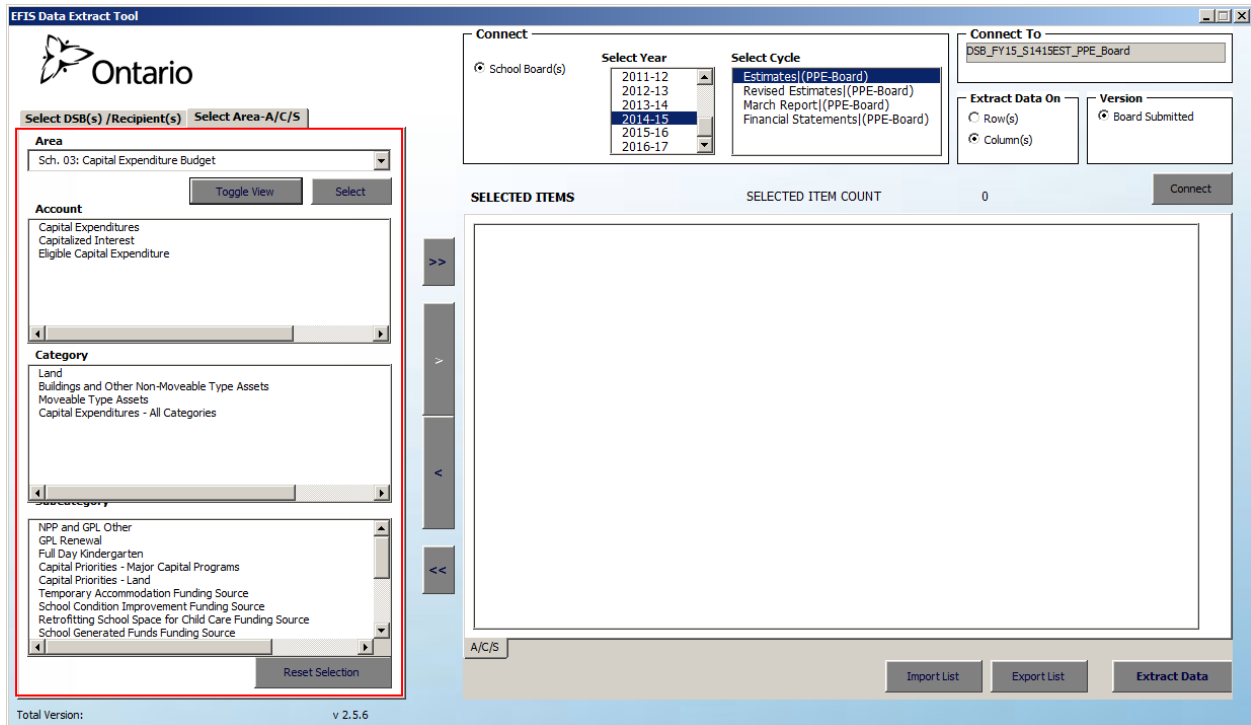 EFIS Data Extract Tool
Ontario
Select DSB(s) /Recipient(s)
Select Area-A/C/S
Area
Sch. 03: Capital Expenditure Budget
Toggle View
Select
Account
Capital Expenditures
Capitalized Interest
Eligible Capital Expenditure
Category
Land
Buildings and Other Non-Moveable Type Assets
Moveable Type Assets
Capital Expenditures - All Categories
Subcategory
NPP and GPL Other
GPL Renewal
Full Day Kindergarten
Capital Priorities - Major Capital Programs
Capital Priorities - Land
Temporary Accommodation Funding Source
School Condition Improvement Funding Source
Retrofitting School Space for Child Care Funding Source
School Generated Funds Funding Source
Reset Selection
Total Version:
v 2.5.6
>>
>
<
<<
Connect
School Board(s)
Select Year
2011-12
2012-13
2013-14
2014-15
2015-16
2016-17
Select Cycle
Estimates|(PPE-Board)
Revised Estimates|(PPE-Board)
March Report|(PPE-Board)
Financial Statements|(PPE-Board)
Connect To
DSB_FY15_S1415EST_PPE_Board
Extract Data On
Row(s)
Column(s)
Version
Board Submitted
SELECTED ITEMS
SELECTED ITEM COUNT
0
Connect
A/C/S
Import List
Export List
Extract Data